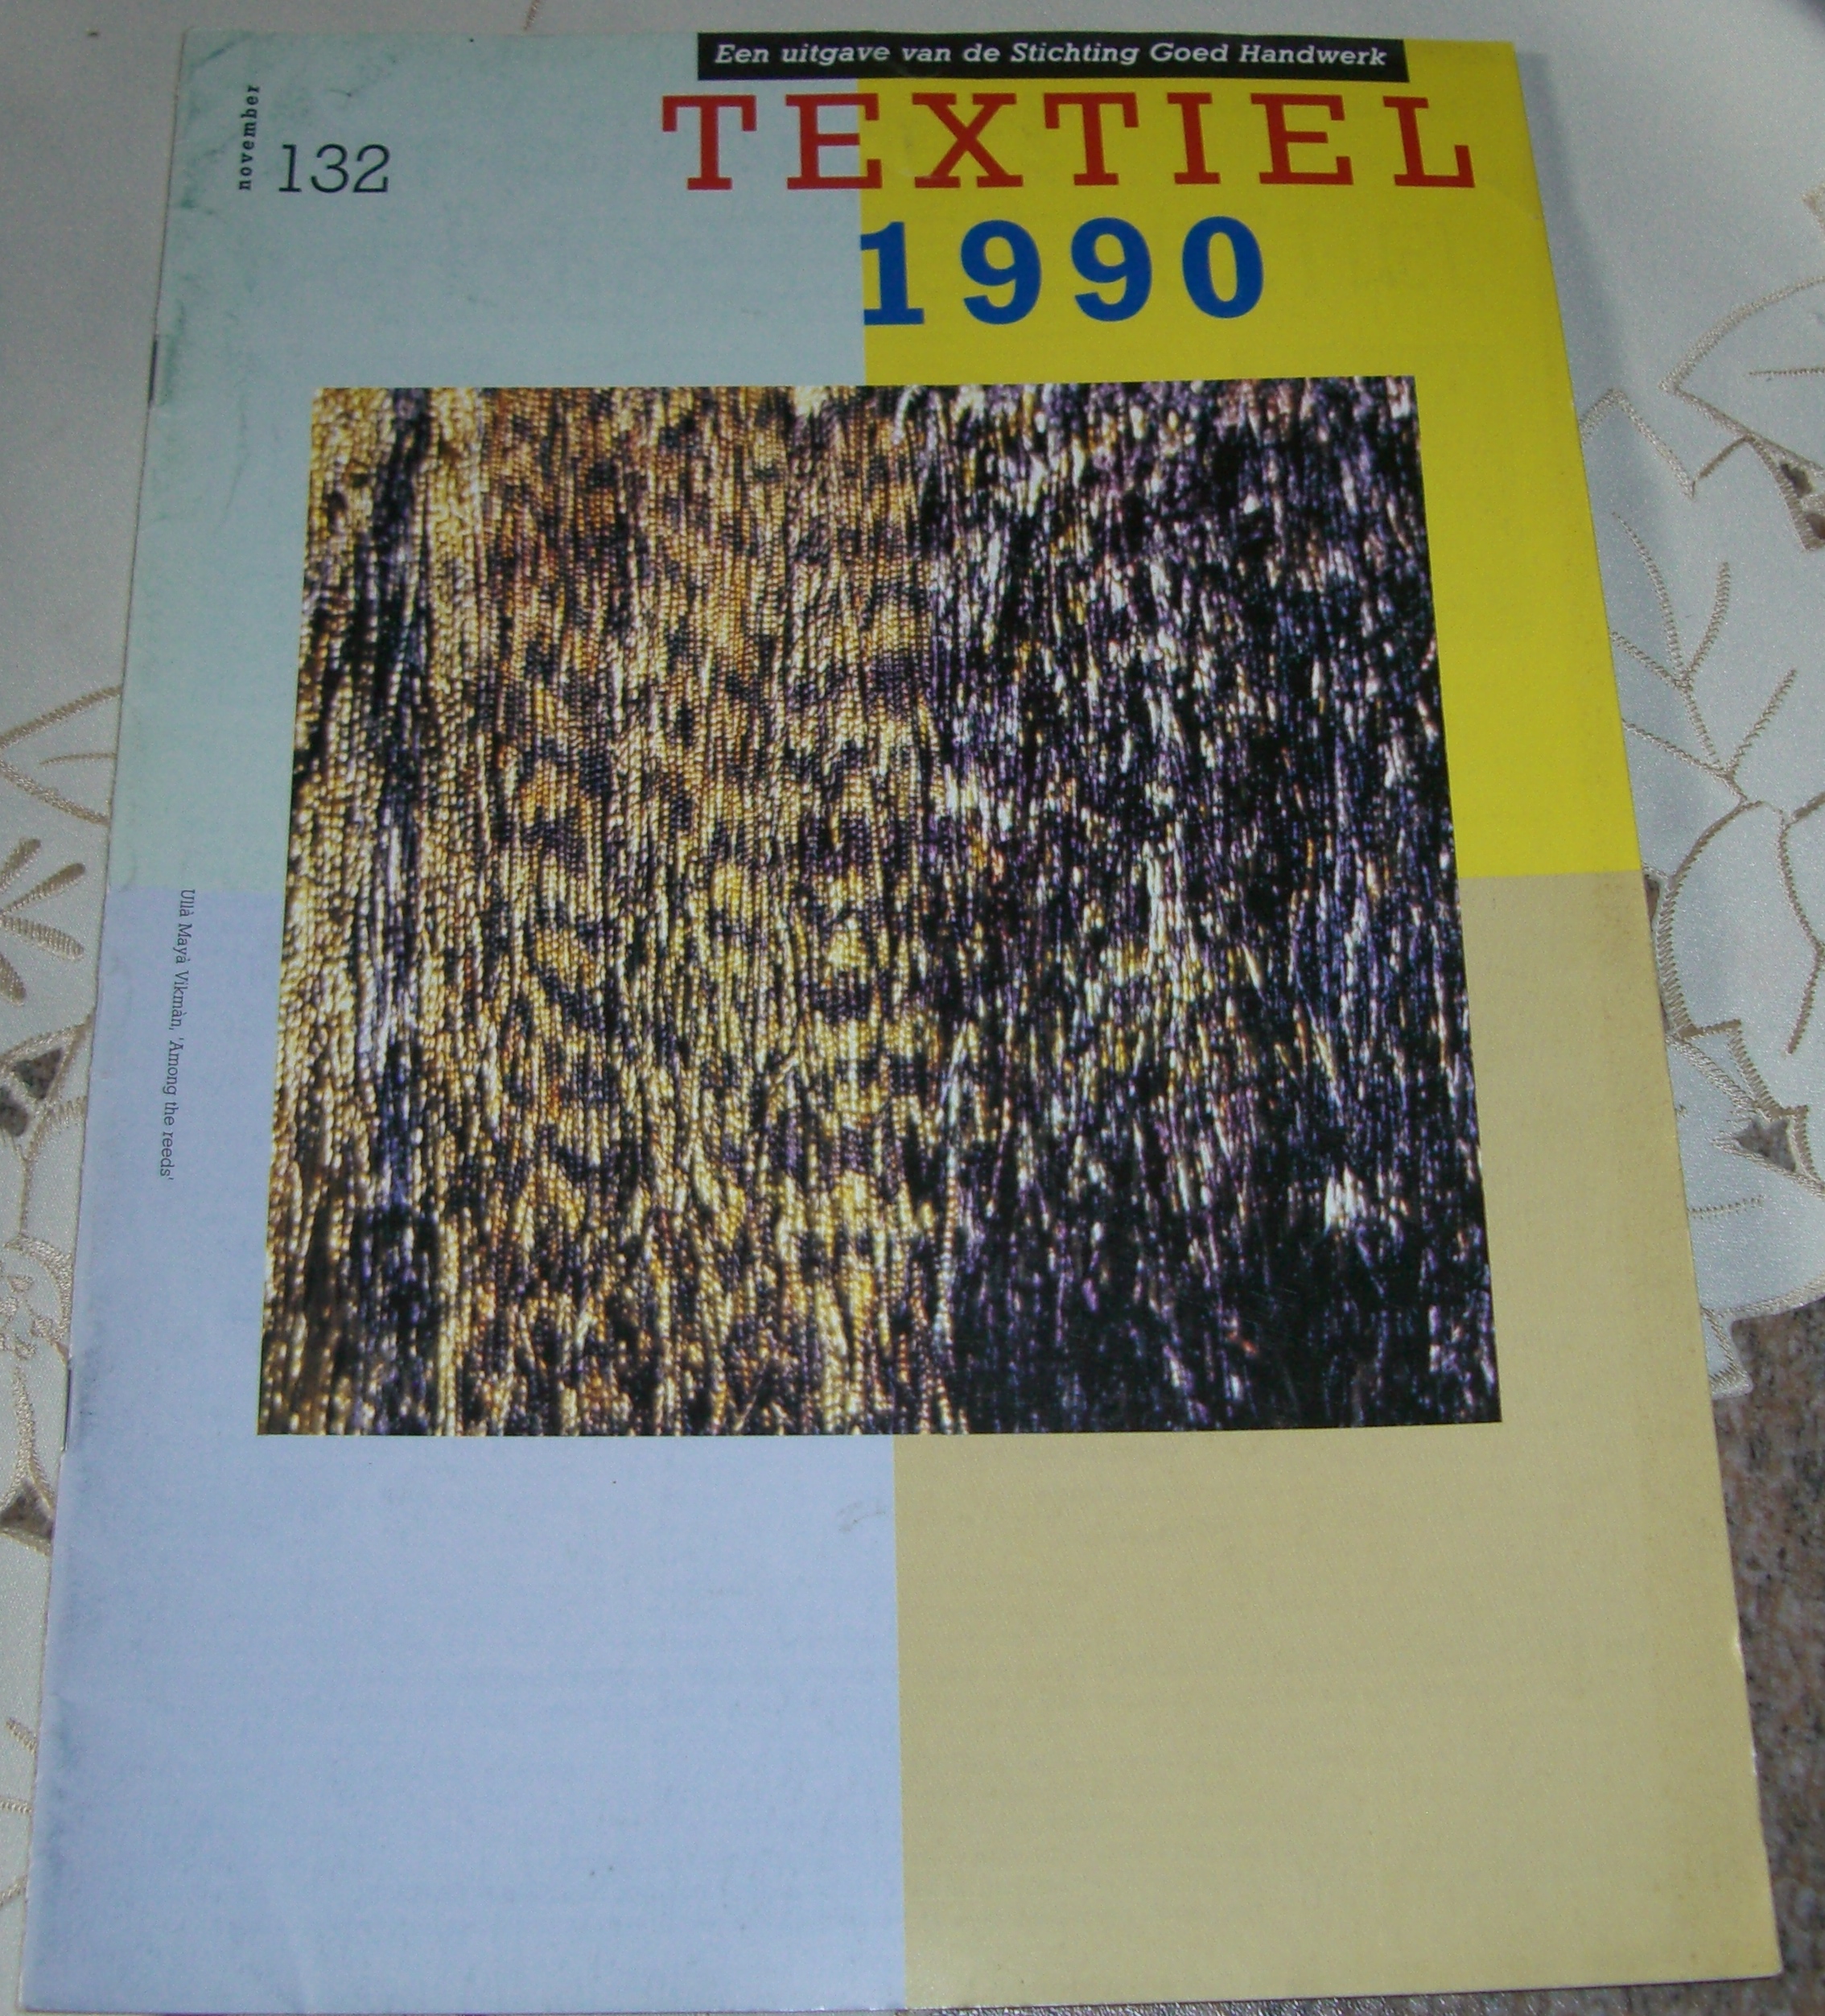 Een uitgave van de Stichting Goed Handwerk
november
132
TEXTIEL
1990
Ullà Mayà Vikmàn, 'Among the reeds'